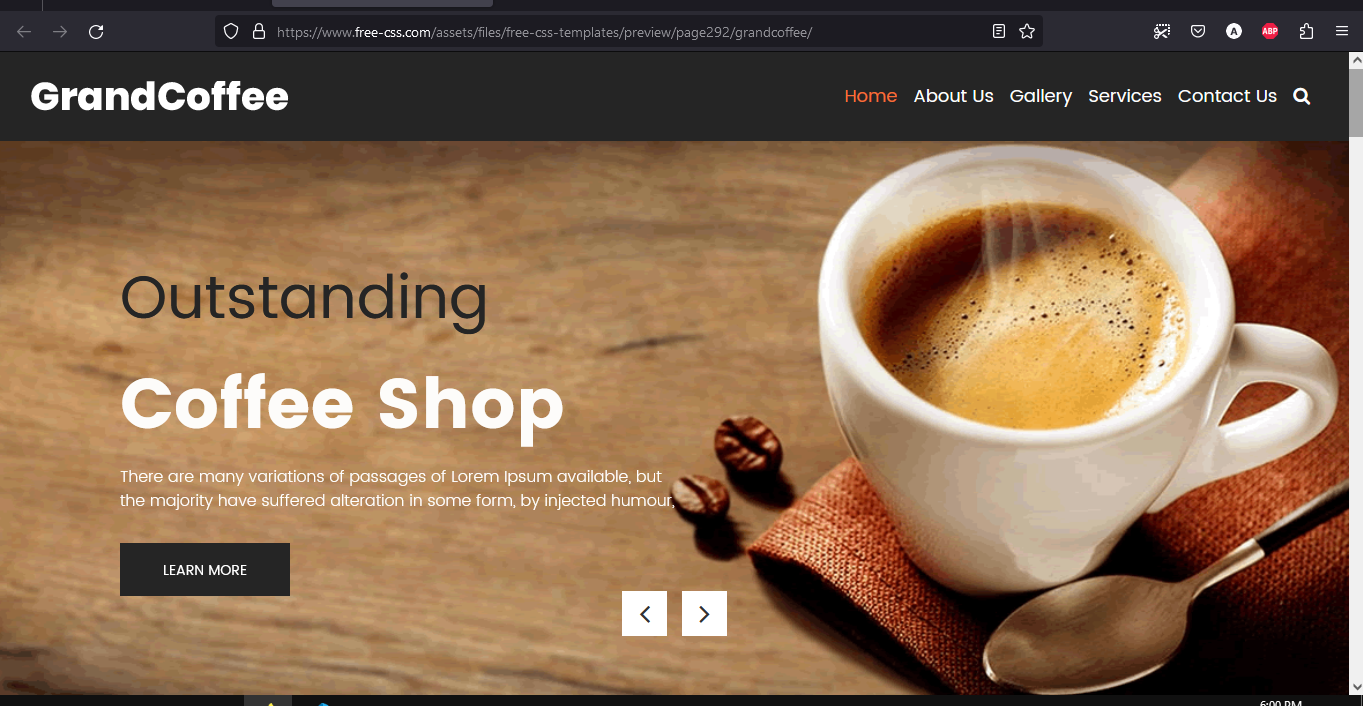 https://www.free-css.com/assets/files/free-css-templates/preview/page292/grandcoffee/
A
ABP
GrandCoffee
Home About Us Gallery Services Contact Us
Outstanding
Coffee Shop
There are many variations of passages of Lorem Ipsum available, but
the majority have suffered alteration in some form, by injected humour,
LEARN MORE
6:00 PM